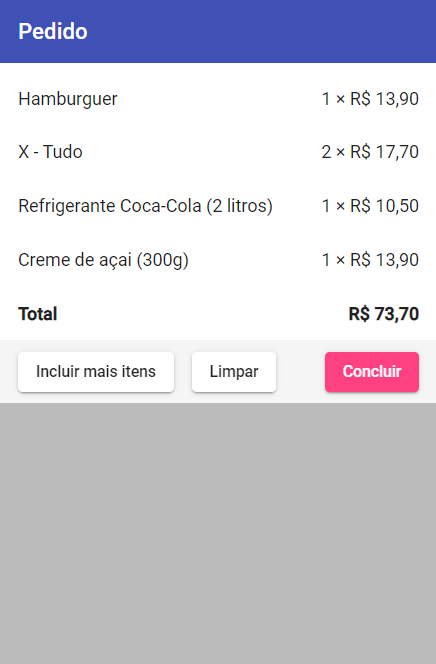 Pedido
Hamburguer 1 × R$ 13,90
X - Tudo 2 × R$ 17,70
Refrigerante Coca-Cola (2 litros) 1 × R$ 10,50
Creme de açai (300g) 1 × R$ 13,90
Total R$ 73,70
Incluir mais itens Limpar Concluir